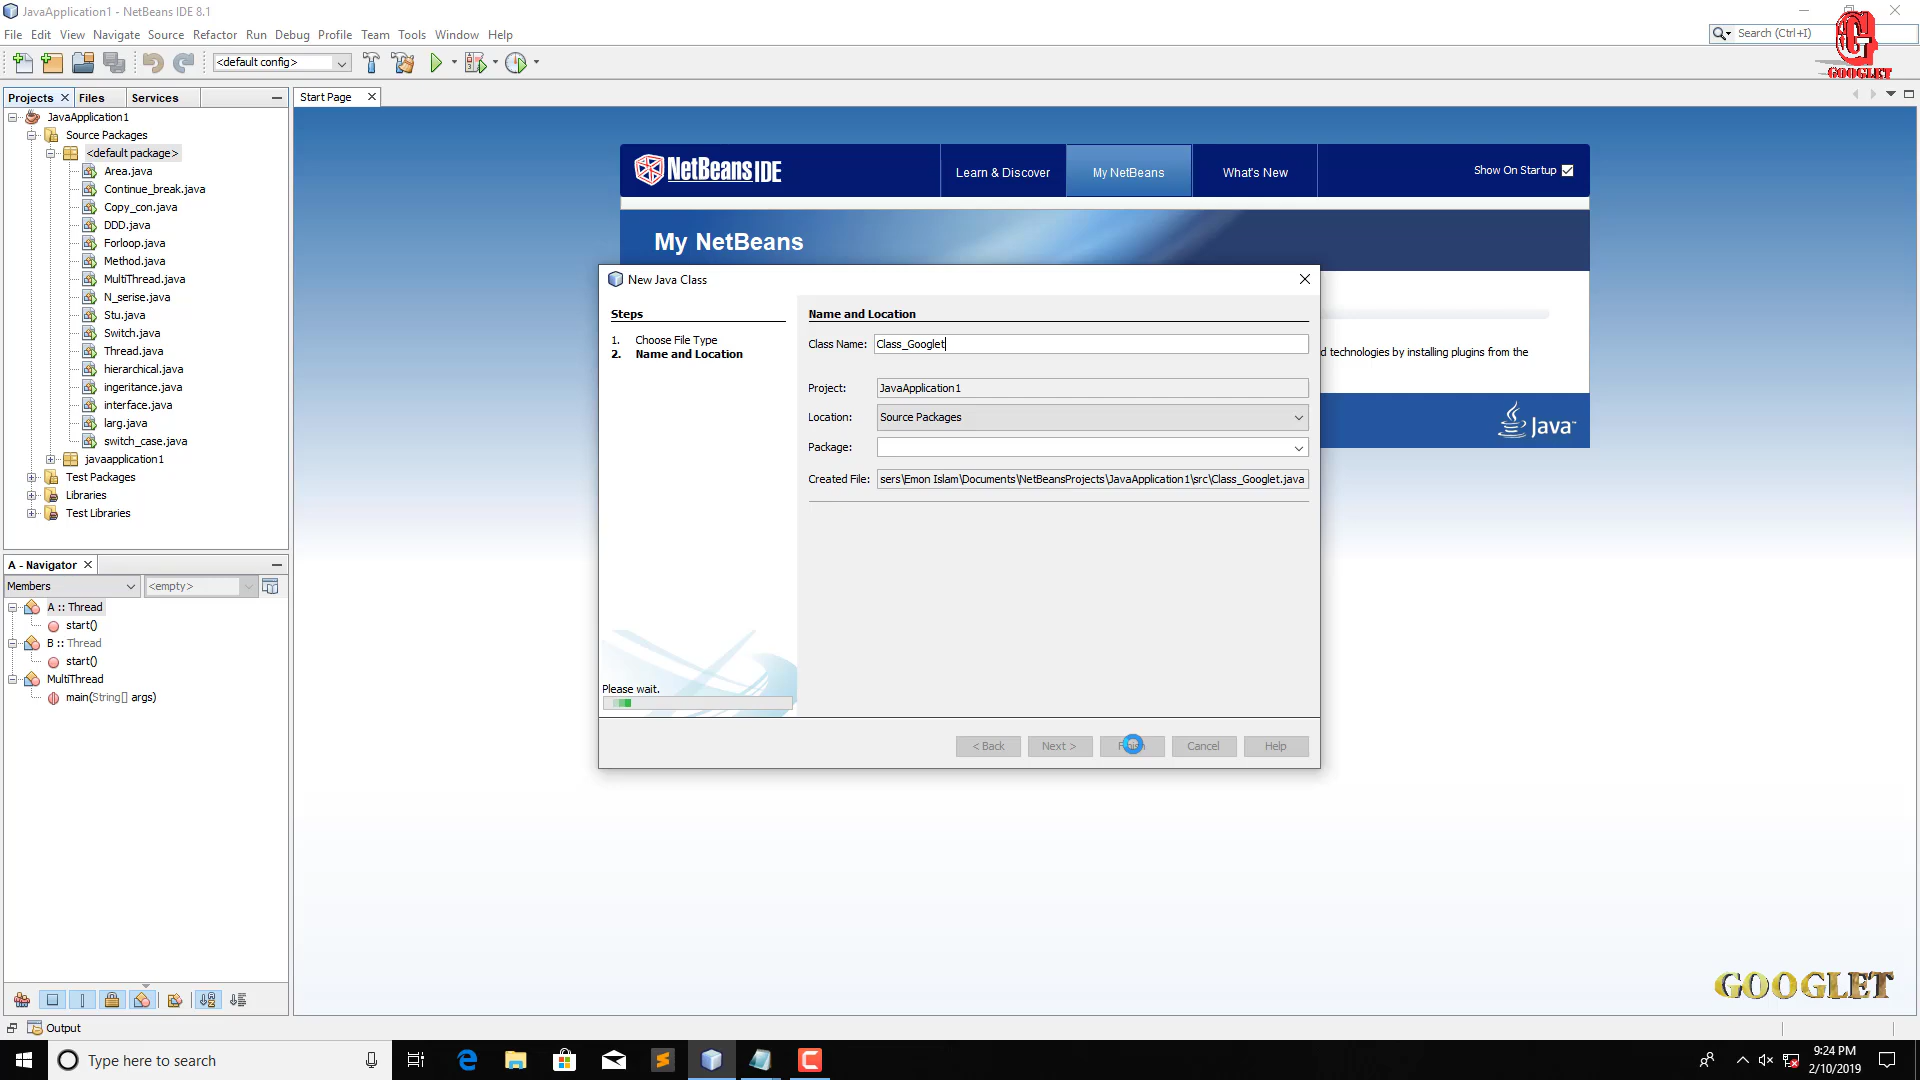 JavaApplication1 - NetBeans IDE 8.1
File Edit View Navigate Source Refactor Run Debug Profile Team Tools Window Help
Search (Ctrl+I)
<default config>
GOOGLET
Projects Files Services
Start Page
JavaApplication1
Source Packages
<default package>
Area.java
Continue_break.java
Copy_con.java
DDD.java
Forloop.java
Method.java
MultiThread.java
N_serise.java
Stu.java
Switch.java
Thread.java
hierarchical.java
ingeritance.java
interface.java
larg.java
switch_case.java
javaapplication1
Test Packages
Libraries
Test Libraries
NetBeans IDE
Learn & Discover
My NetBeans
What's New
Show On Startup
My NetBeans
d technologies by installing plugins from the
Java
New Java Class
Steps
1. Choose File Type
2. Name and Location
Please wait.
Name and Location
Class Name: Class_Googlet
Project: JavaApplication1
Location: Source Packages
Package:
Created File: sers\Emon Islam\Documents\NetBeansProjects\JavaApplication1\src\Class_Googlet.java
< Back Next > Finish Cancel Help
A - Navigator
Members <empty>
A :: Thread
start()
B :: Thread
start()
MultiThread
main(String[] args)
GOOGLET
Output
Type here to search
9:24 PM
2/10/2019